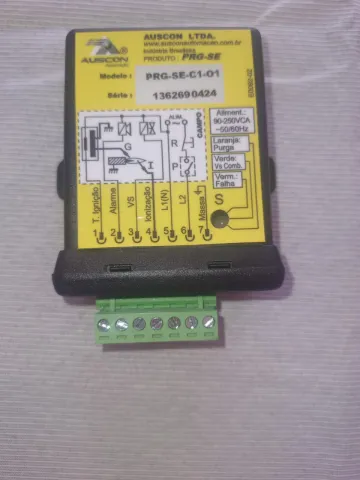 AUSCON LTDA.
www.ausconautomacao.com.br
Indústria Brasileira
PRODUTO: PRG-SE
AUSCON
Modelo : PRG-SE-C1-01
Série : 1362690424
Aliment.:
90-250VCA
~50/60Hz
Laranja:
Purga
Verde:
Vs Comb.
Verm.:
Falha
CAMPO
ALIM.
R
P
G
I
S
T. Ignição
Alarme
VS
Ionização
L1(N)
L2
Massa
1 2 3 4 5 6 7